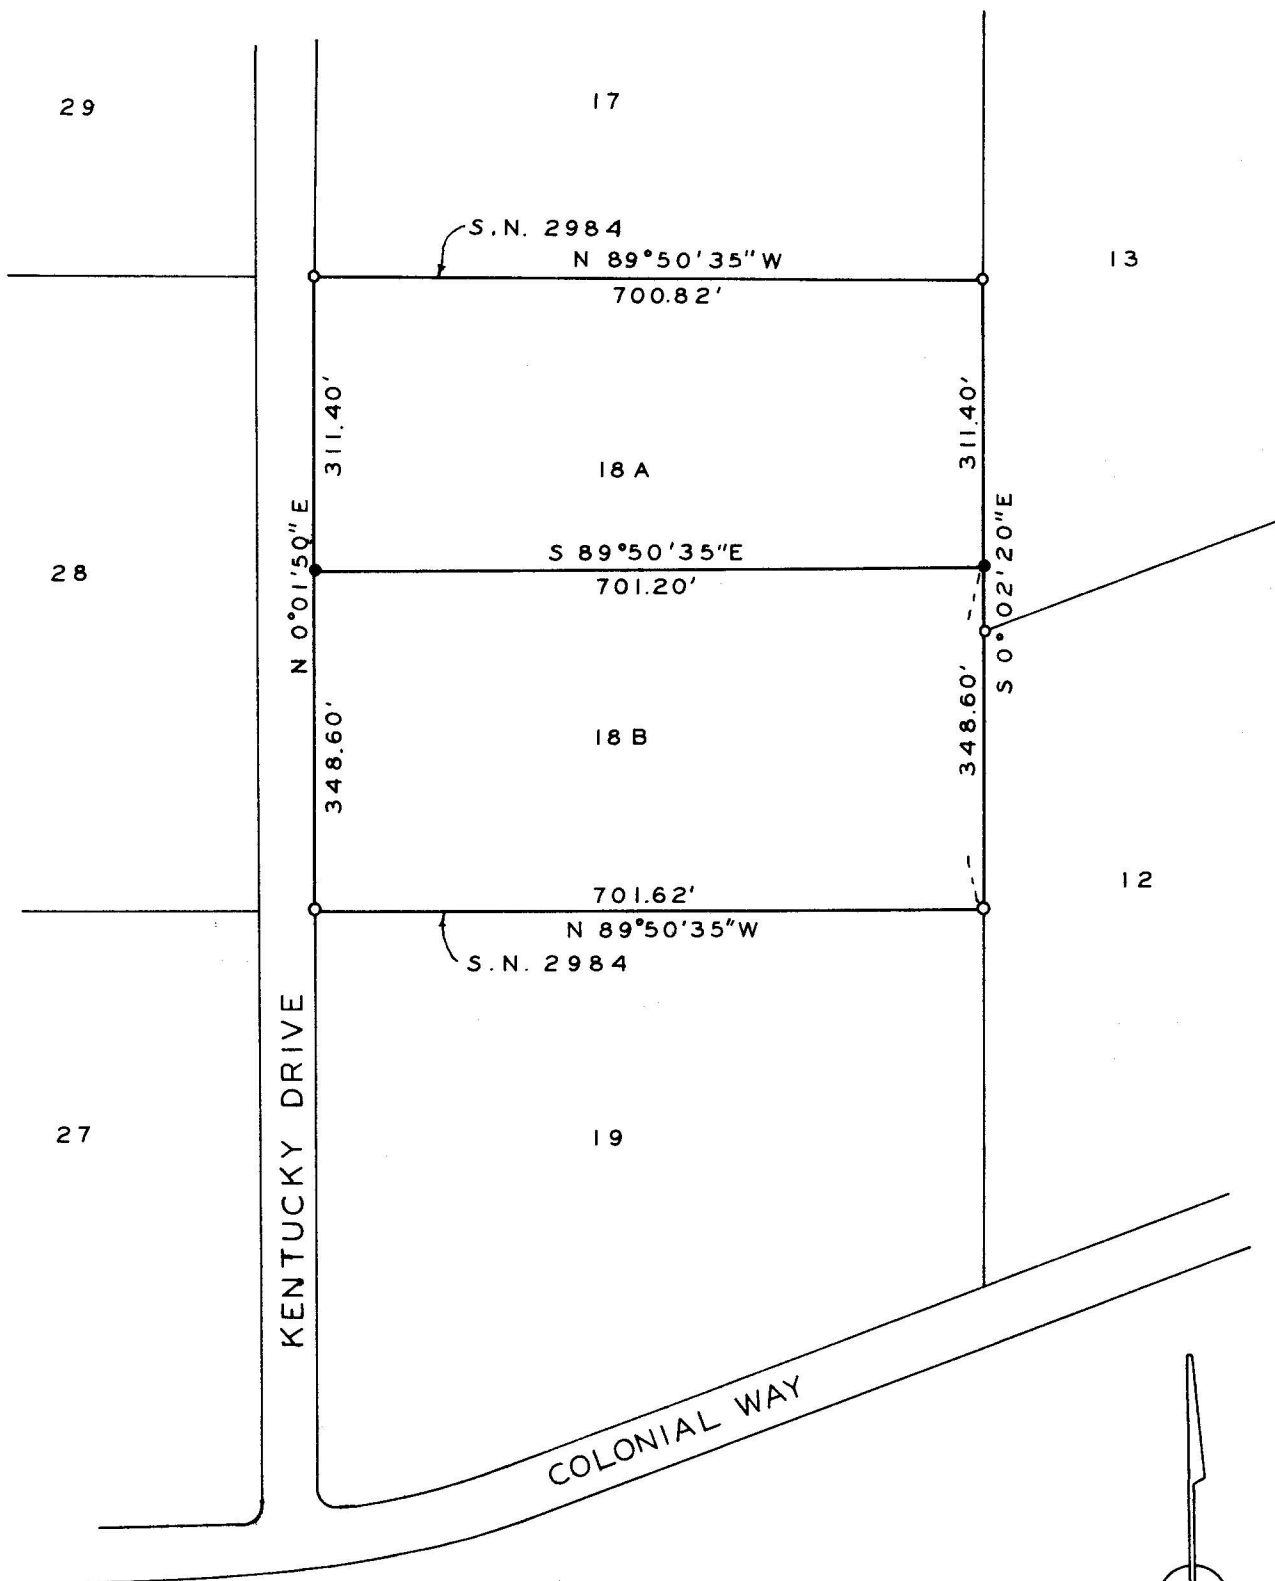 29
17
S.N. 2984
N 89°50'35" W
700.82'
13
311.40'
311.40'
18 A
N 0°01'50" E
S 0°02'20"E
S 89°50'35"E
701.20'
28
348.60'
348.60'
18 B
701.62'
N 89°50'35"W
S.N. 2984
12
KENTUCKY DRIVE
27
19
COLONIAL WAY